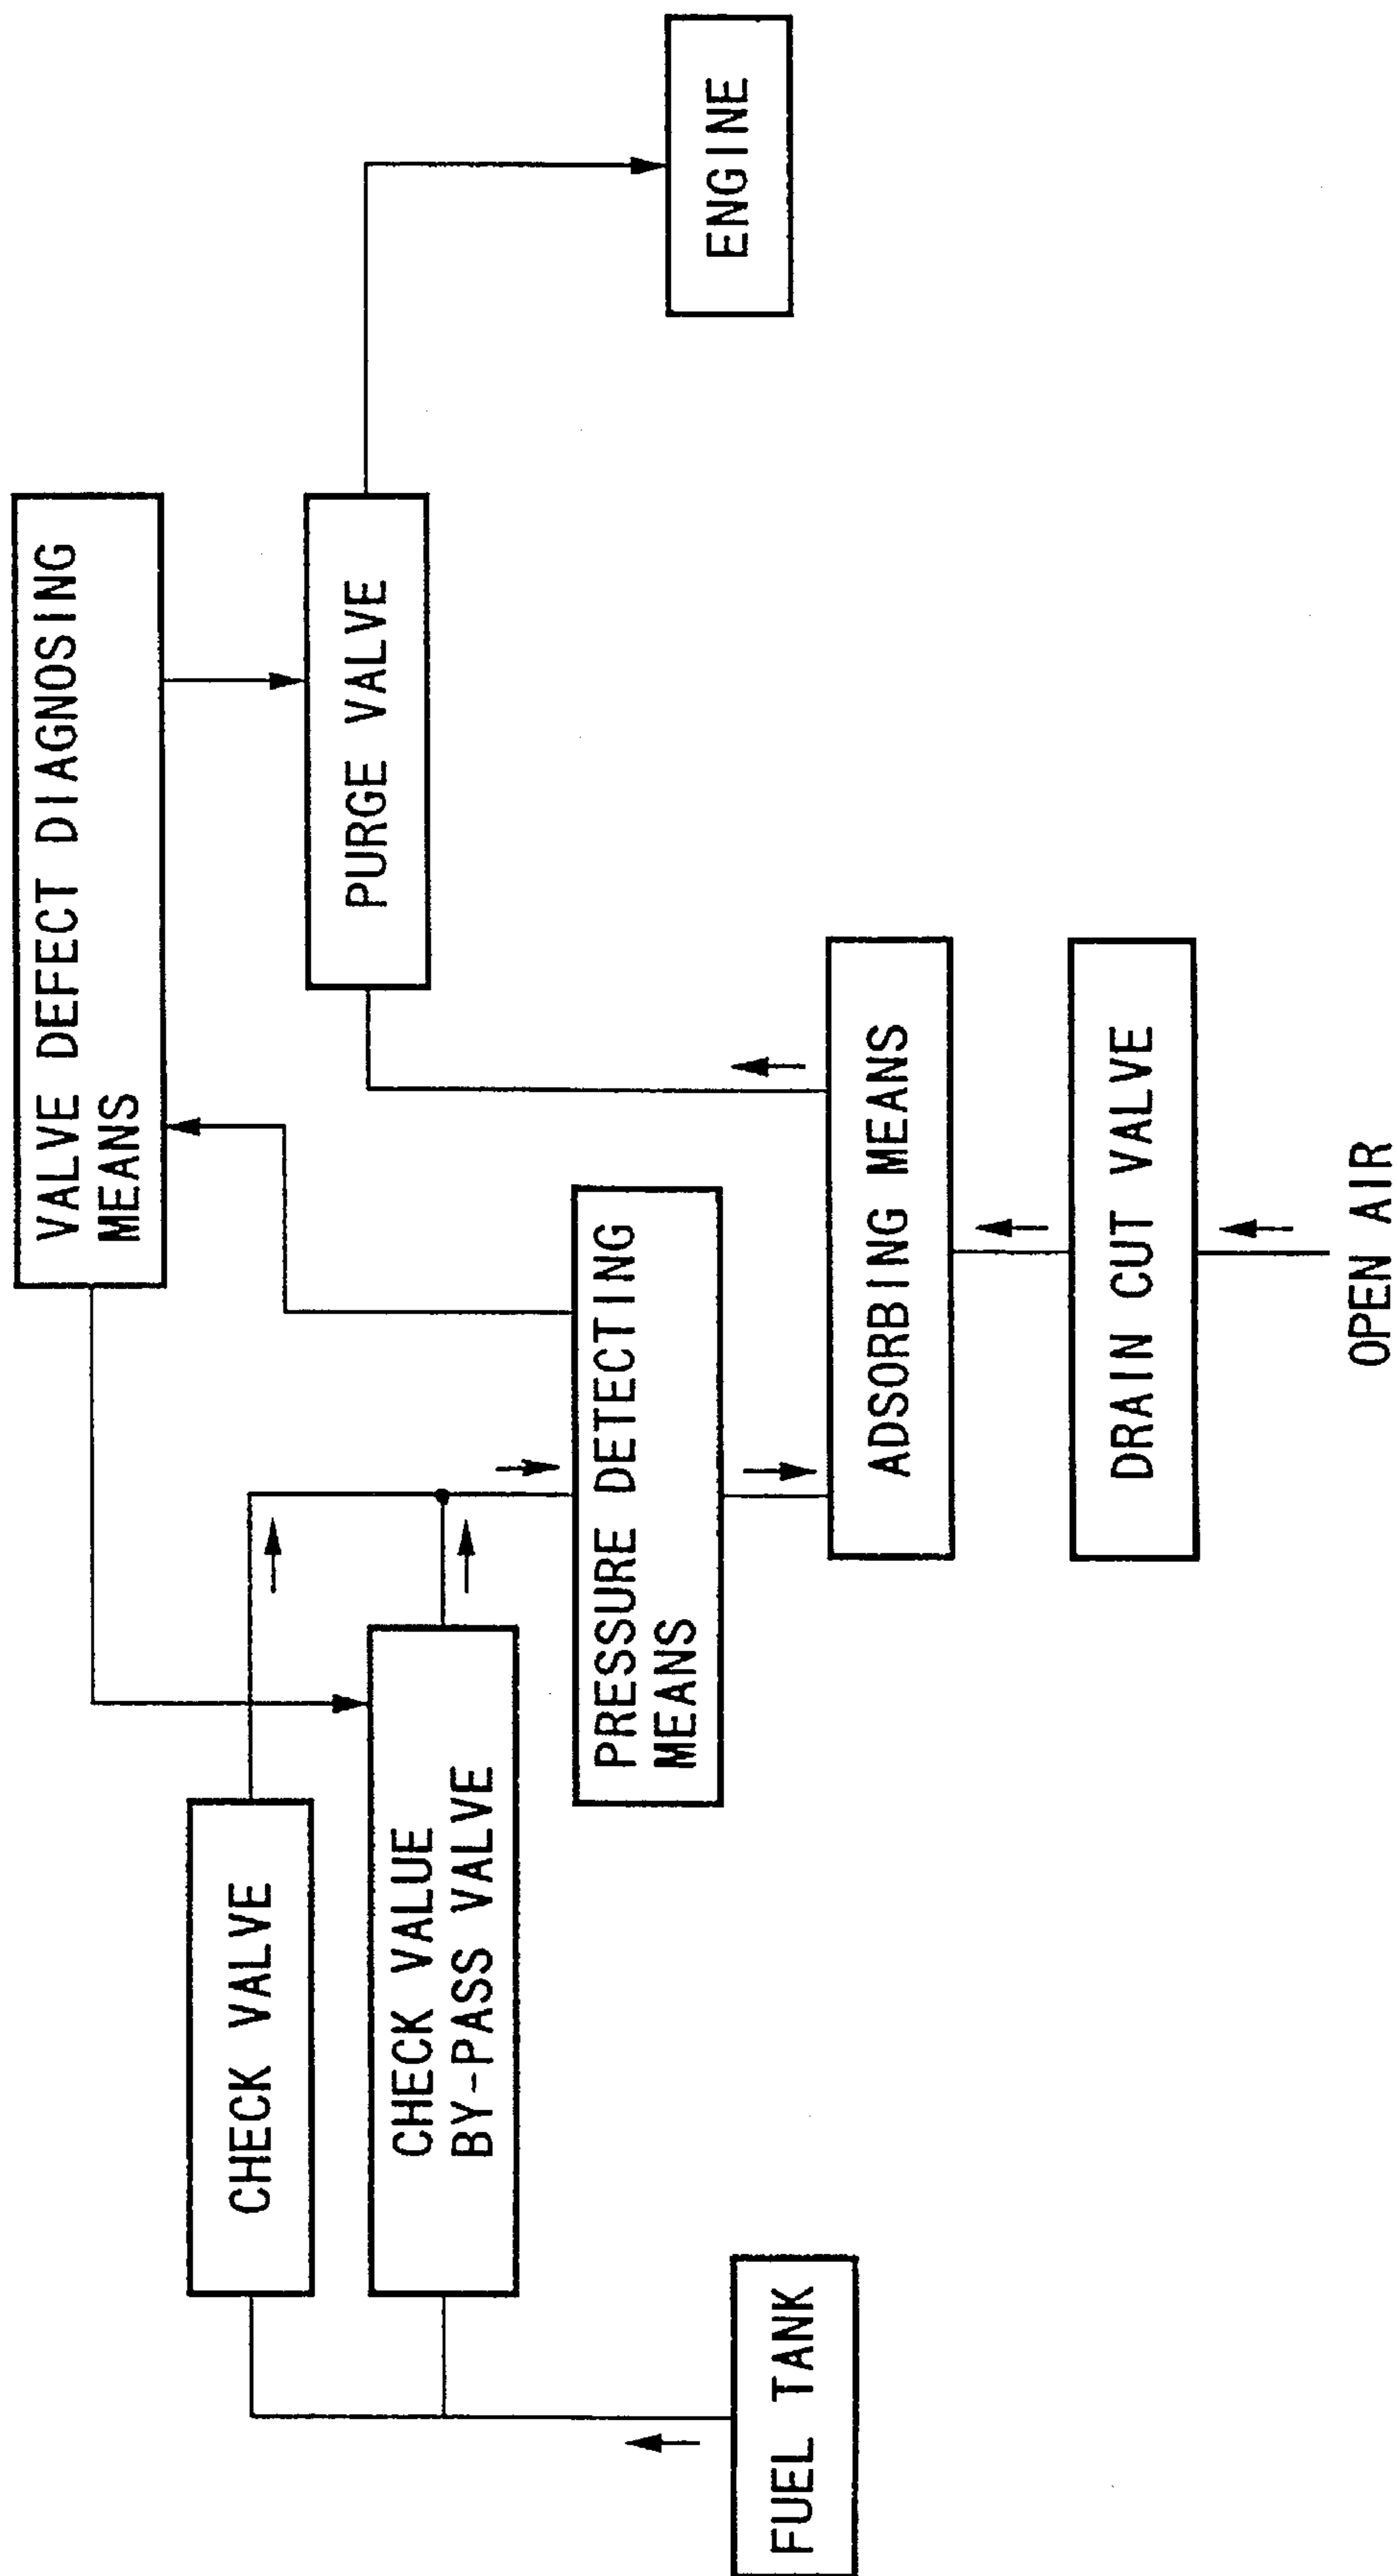 VALVE DEFECT DIAGNOSING
MEANS
CHECK VALVE
CHECK VALUE
BY-PASS VALVE
PURGE VALVE
PRESSURE DETECTING
MEANS
FUEL TANK
ADSORBING MEANS
ENGINE
DRAIN CUT VALVE
OPEN AIR